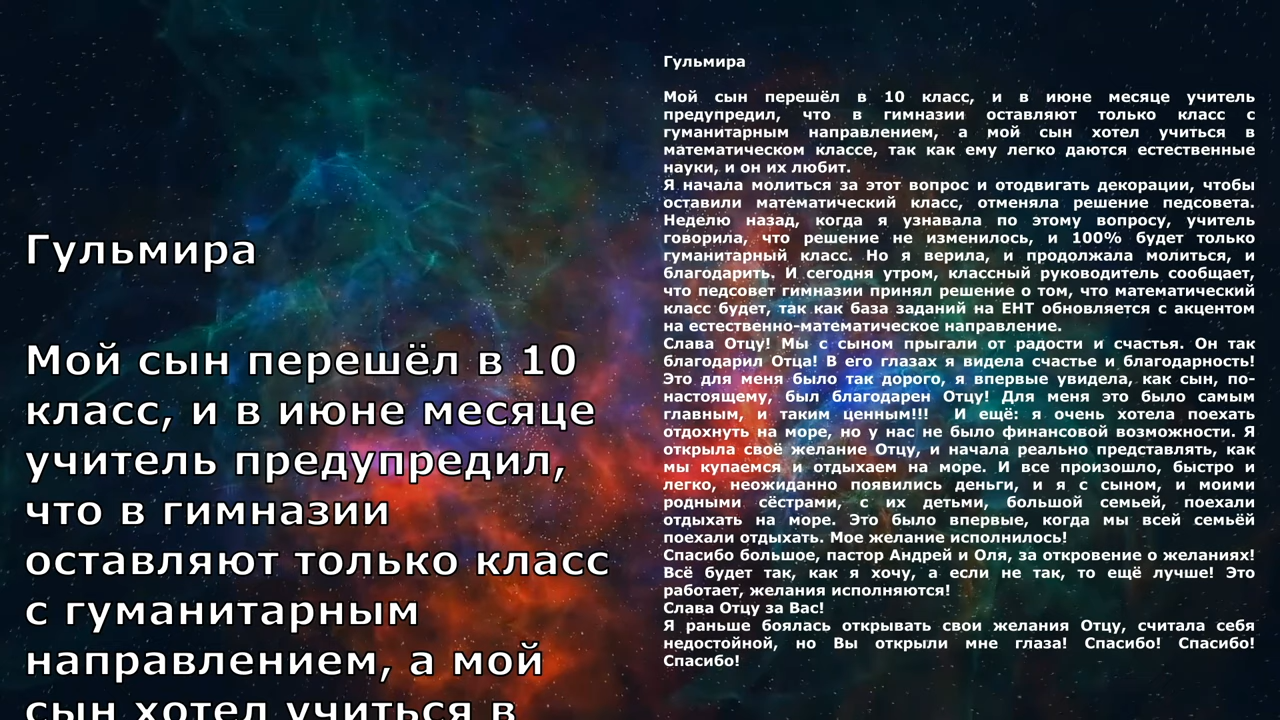 Гульмира
Мой сын перешёл в 10
класс, и в июне месяце
учитель предупредил,
что в гимназии
оставляют только класс
с гуманитарным
направлением, а мой
сын хотел учиться в
Гульмира
Мой сын перешёл в 10 класс, и в июне месяце учитель
предупредил, что в гимназии оставляют только класс с
гуманитарным направлением, а мой сын хотел учиться в
математическом классе, так как ему легко даются естественные
науки, и он их любит.
Я начала молиться за этот вопрос и отодвигать декорации, чтобы
оставили математический класс, отменяла решение педсовета.
Неделю назад, когда я узнавала по этому вопросу, учитель
говорила, что решение не изменилось, и 100% будет только
гуманитарный класс. Но я верила, и продолжала молиться, и
благодарить. И сегодня утром, классный руководитель сообщает,
что педсовет гимназии принял решение о том, что математический
класс будет, так как база заданий на ЕНТ обновляется с акцентом
на естественно-математическое направление.
Слава Отцу! Мы с сыном прыгали от радости и счастья. Он так
благодарил Отца! В его глазах я видела счастье и благодарность!
Это для меня было так дорого, я впервые увидела, как сын, по-
настоящему, был благодарен Отцу! Для меня это было самым
главным, и таким ценным!!! И ещё: я очень хотела поехать
отдохнуть на море, но у нас не было финансовой возможности. Я
открыла своё желание Отцу, и начала реально представлять, как
мы купаемся и отдыхаем на море. И все произошло, быстро и
легко, неожиданно появились деньги, и я с сыном, и моими
родными сёстрами, с их детьми, большой семьей, поехали
отдыхать на море. Это было впервые, когда мы всей семьёй
поехали отдыхать. Мое желание исполнилось!
Спасибо большое, пастор Андрей и Оля, за откровение о желаниях!
Всё будет так, как я хочу, а если не так, то ещё лучше! Это
работает, желания исполняются!
Слава Отцу за Вас!
Я раньше боялась открывать свои желания Отцу, считала себя
недостойной, но Вы открыли мне глаза! Спасибо! Спасибо!
Спасибо!